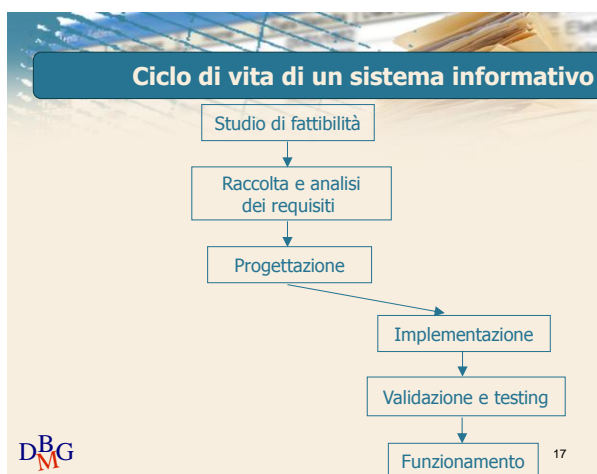 Ciclo di vita di un sistema informativo
Studio di fattibilità
Raccolta e analisi
dei requisiti
Progettazione
Implementazione
Validazione e testing
Funzionamento
DBMG
17